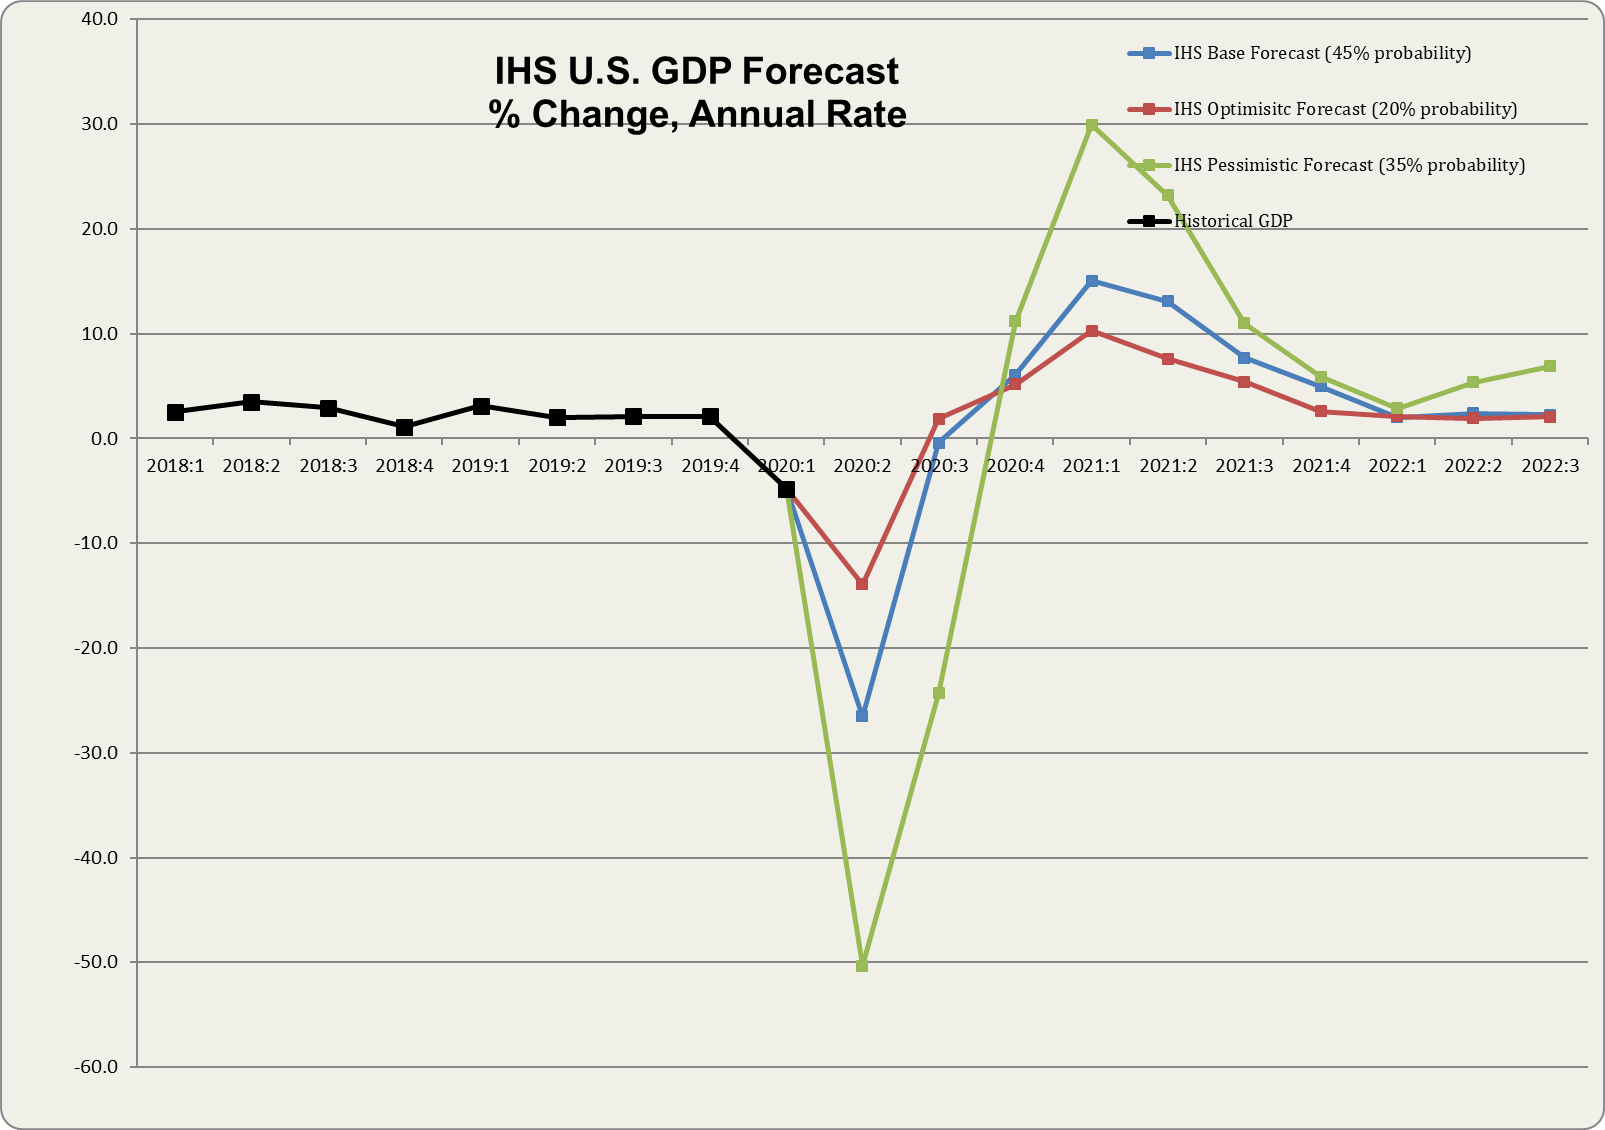 IHS U.S. GDP Forecast
% Change, Annual Rate
IHS Base Forecast (45% probability)
IHS Optimisitc Forecast (20% probability)
IHS Pessimistic Forecast (35% probability)
Historical GDP
40.0
30.0
20.0
10.0
0.0
-10.0
-20.0
-30.0
-40.0
-50.0
-60.0
2018:1 2018:2 2018:3 2018:4 2019:1 2019:2 2019:3 2019:4 2020:1 2020:2 2020:3 2020:4 2021:1 2021:2 2021:3 2021:4 2022:1 2022:2 2022:3